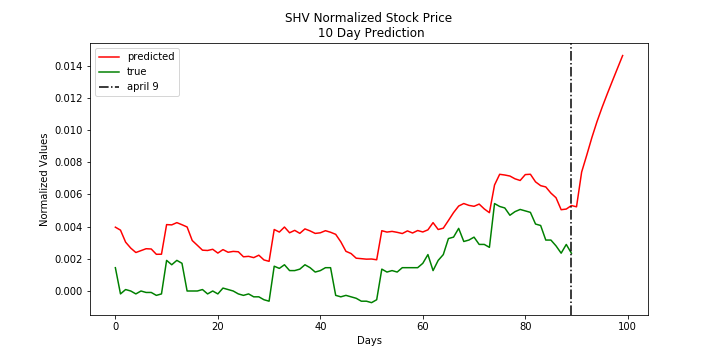 SHV Normalized Stock Price
10 Day Prediction
predicted
true
april 9
Normalized Values
0.014
0.012
0.010
0.008
0.006
0.004
0.002
0.000
0
20
40
60
80
100
Days